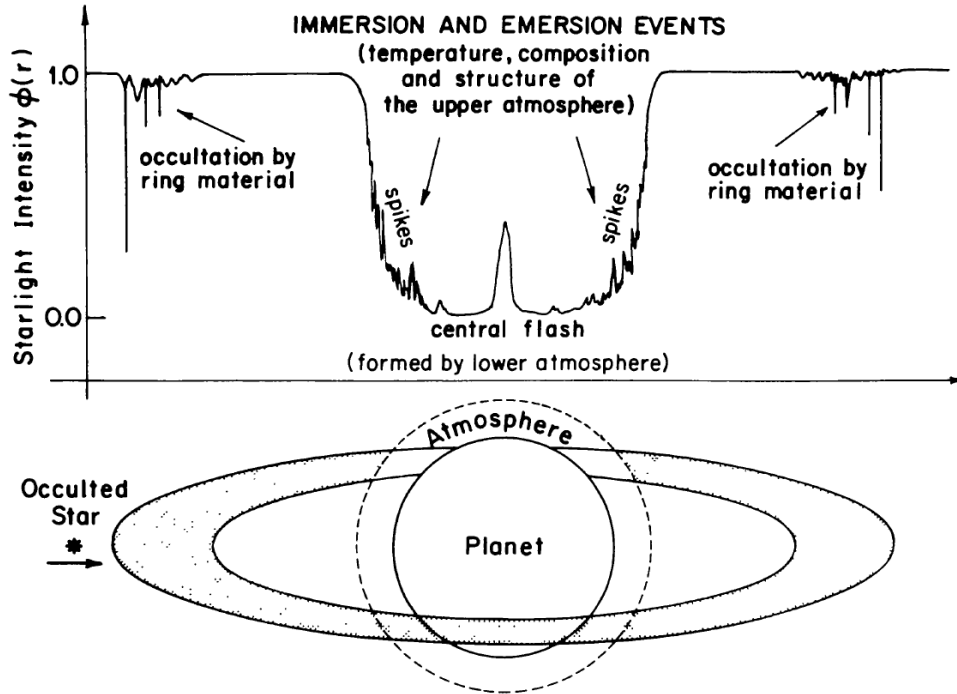 IMMERSION AND EMERSION EVENTS
(temperature, composition
and structure of
the upper atmosphere)
Starlight Intensity ϕ(r)
1.0
0.0
occultation by
ring material
spikes
spikes
occultation by
ring material
central flash
(formed by lower atmosphere)
Atmosphere
Occulted
Star
Planet